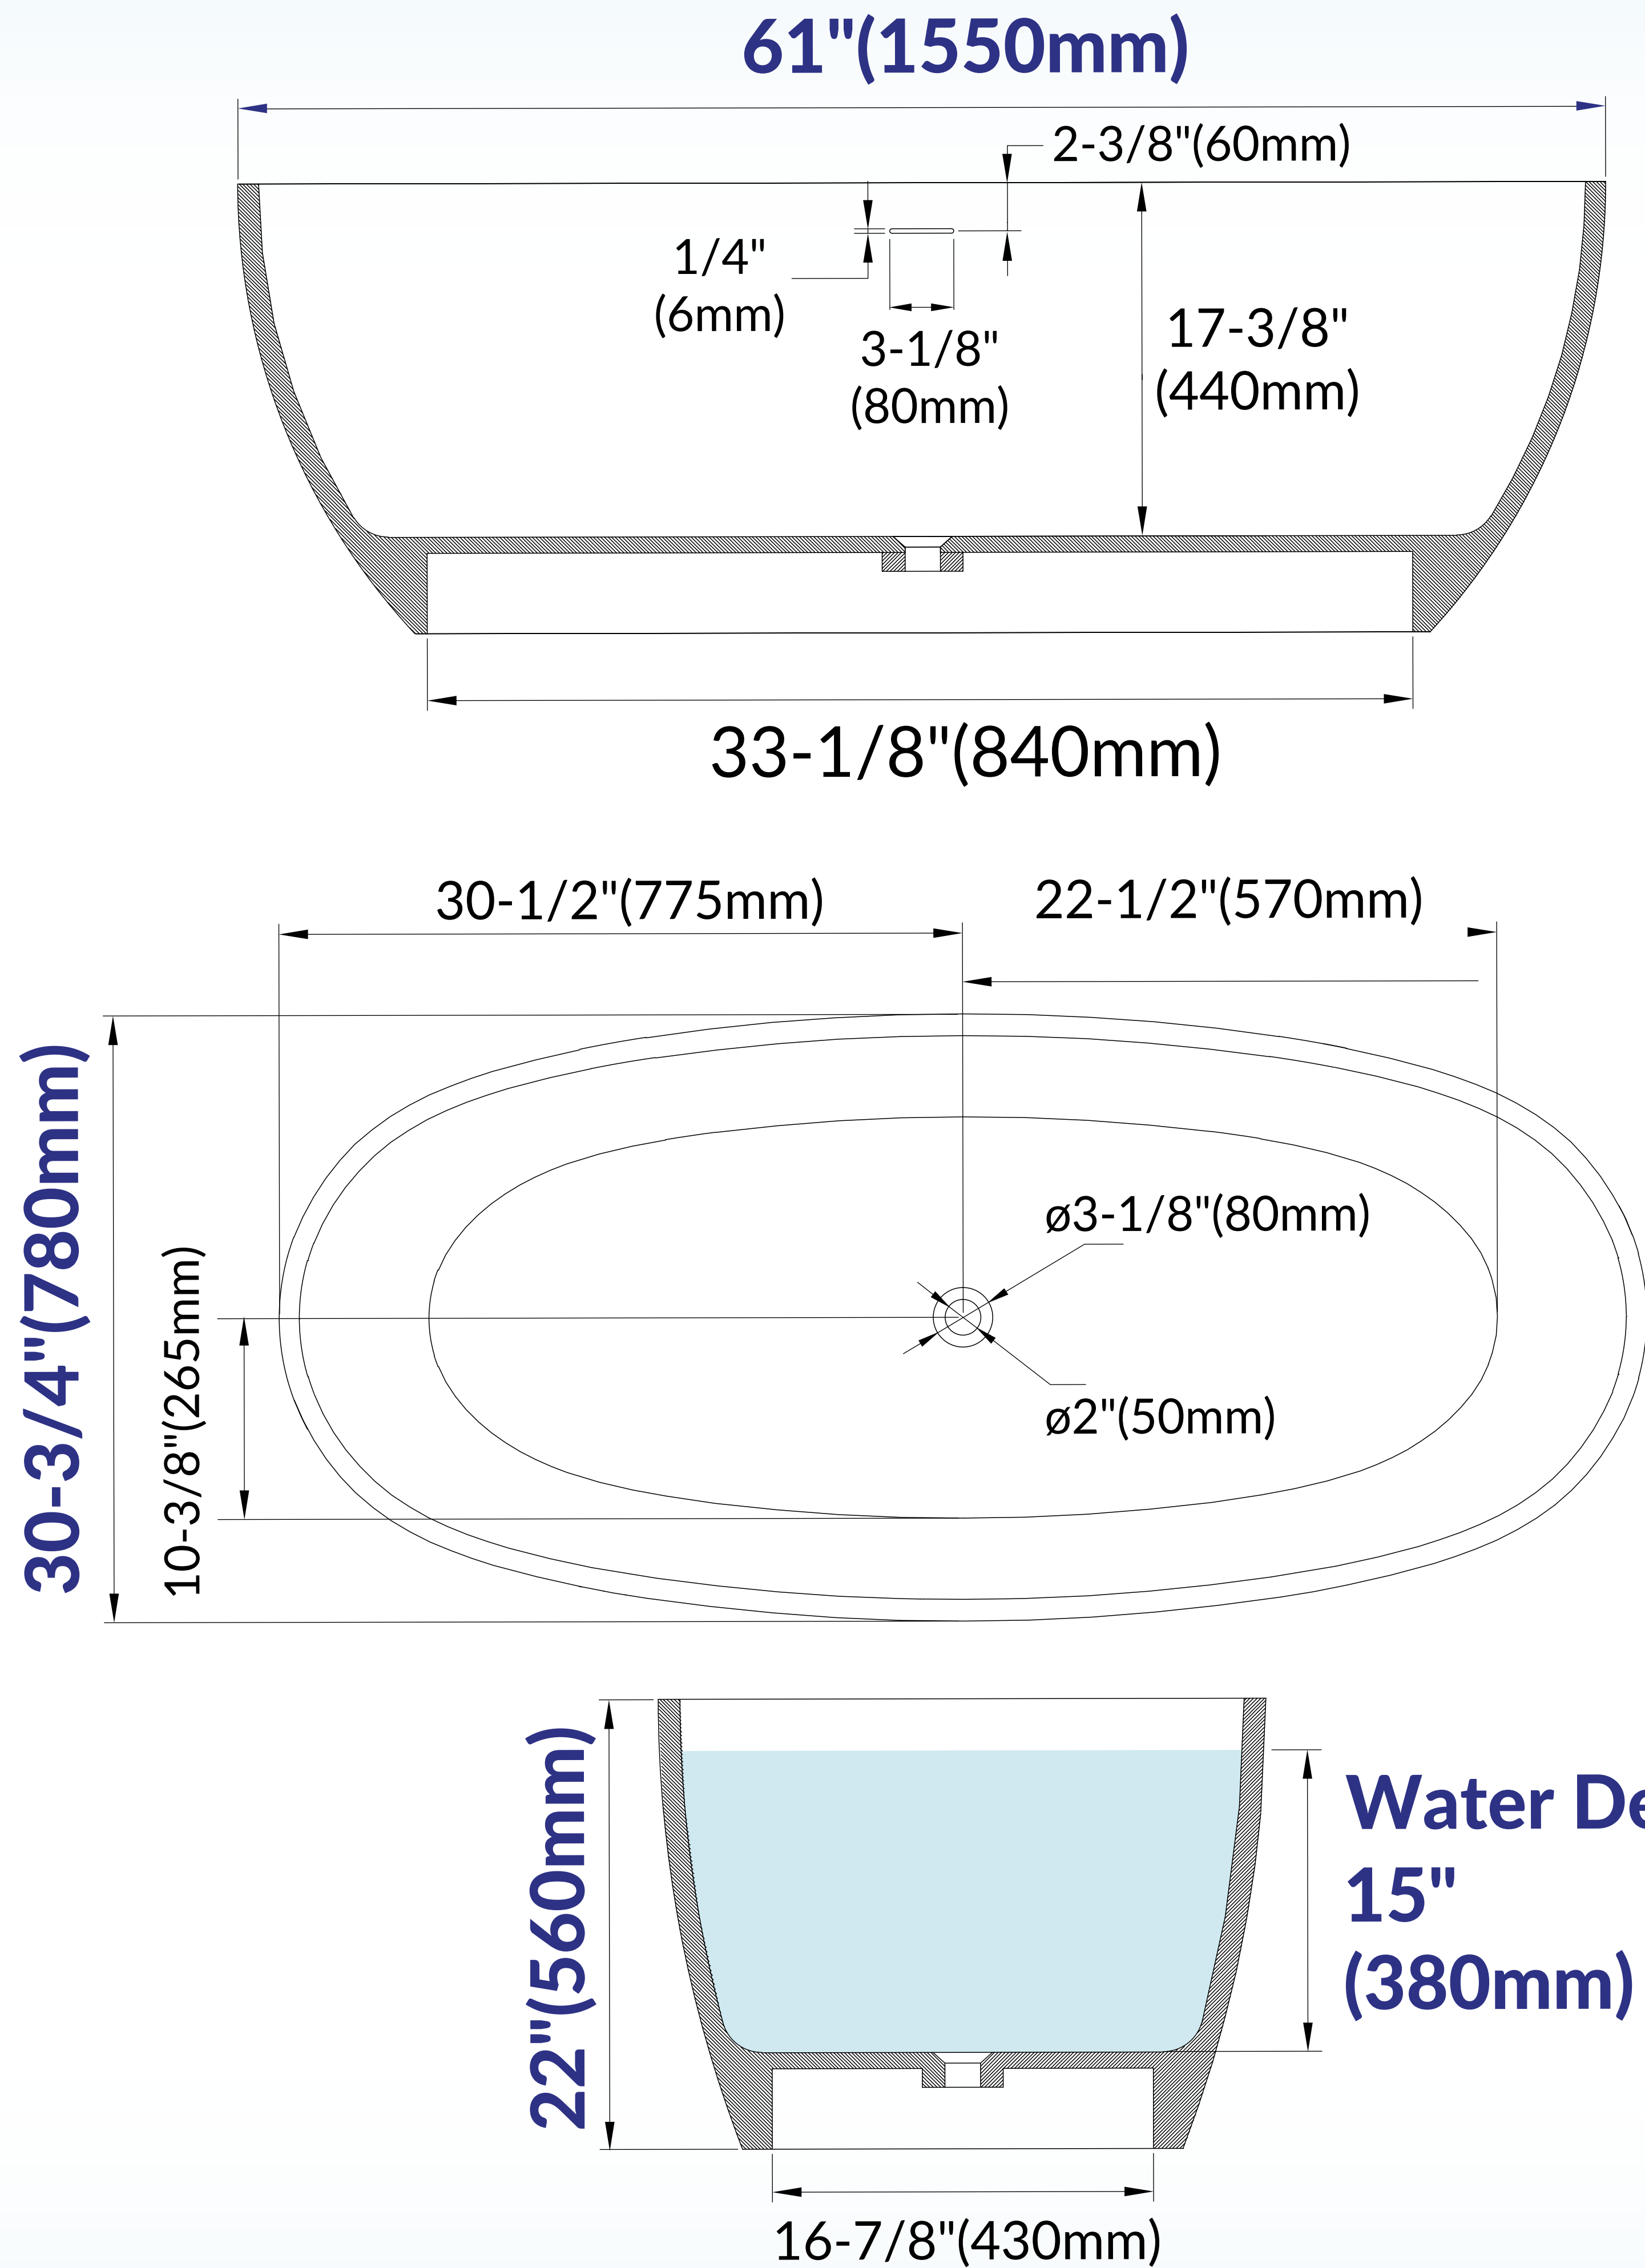 61"(1550mm)
2-3/8"(60mm)
1/4"
(6mm)
3-1/8"
(80mm)
17-3/8"
(440mm)
33-1/8"(840mm)
30-1/2"(775mm)
22-1/2"(570mm)
30-3/4"(780mm)
10-3/8"(265mm)
ø3-1/8"(80mm)
ø2"(50mm)
22"(560mm)
Water De
15"
(380mm)
16-7/8"(430mm)